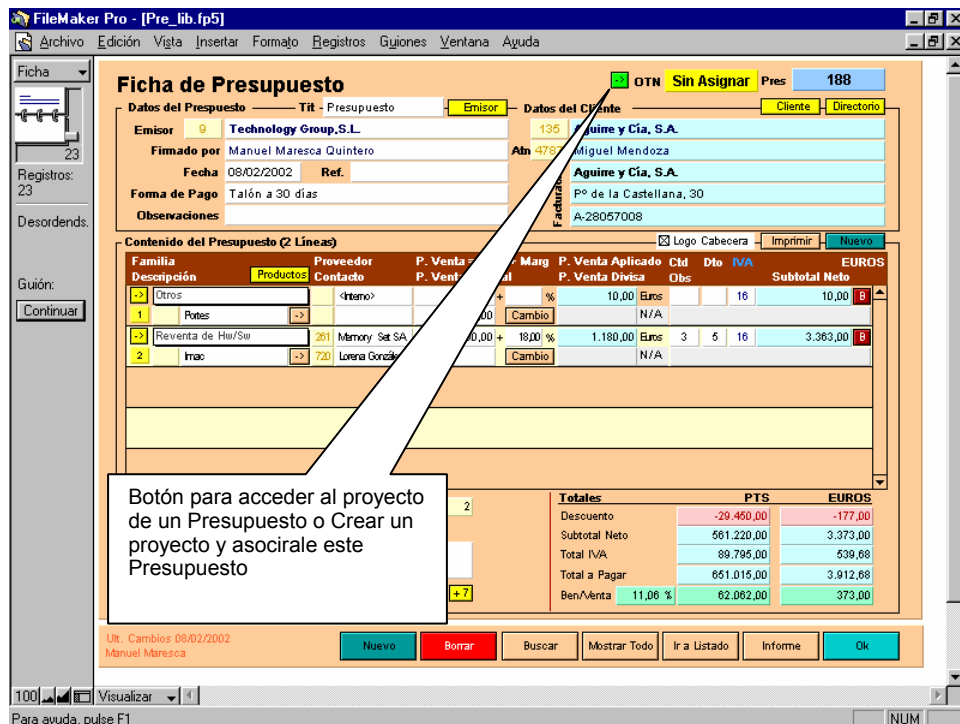 FileMaker Pro - [Pre_lib.fp5]
Archivo Edición Vista Insertar Formato Registros Guiones Ventana Ayuda
Ficha
23
Registros:
23
Desordends.
Guión:
Continuar
Ficha de Presupuesto
-> OTN Sin Asignar Pres 188
Datos del Prespuesto Tit - Presupuesto Emisor Datos del Cliente Cliente Directorio
Emisor 9 Technology Group,S.L. 135 Aguirre y Cía, S.A.
Firmado por Manuel Maresca Quintero Atn Miguel Mendoza
Fecha 08/02/2002 Ref. Aguirre y Cía, S.A.
Forma de Pago Talón a 30 días Pº de la Castellana, 30
Observaciones A-28057008
Contenido del Presupuesto (2 Líneas) Logo Cabecera Imprimir Nuevo
Familia Proveedor P. Venta = Marg P. Venta Aplicado Ctd Dto IVA EUROS
Descripción Productos Contacto P. Venta P. Venta Divisa Obs Subtotal Neto
-> Otros <Interno> + % 10,00 Euros 16 10,00 B
1 Portes -> Cambio N/A
-> Reventa de Hw/Sw 261 Memory Set SA + 18,00 % 1.180,00 Euros 3 5 16 3.363,00 B
2 Imac -> 720 Lorena Cambio N/A
Botón para acceder al proyecto
de un Presupuesto o Crear un
proyecto y asocirale este
Presupuesto
2
+7
Totales PTS EUROS
Descuento -29.450,00 -177,00
Subtotal Neto 561.220,00 3.373,00
Total IVA 89.795,00 539,68
Total a Pagar 651.015,00 3.912,68
Ben/Venta 11,06 % 62.062,00 373,00
Ult. Cambios 08/02/2002
Manuel Maresca
Nuevo Borrar Buscar Mostrar Todo Ir a Listado Informe Ok
100 Visualizar
Para ayuda, pulse F1 NUM